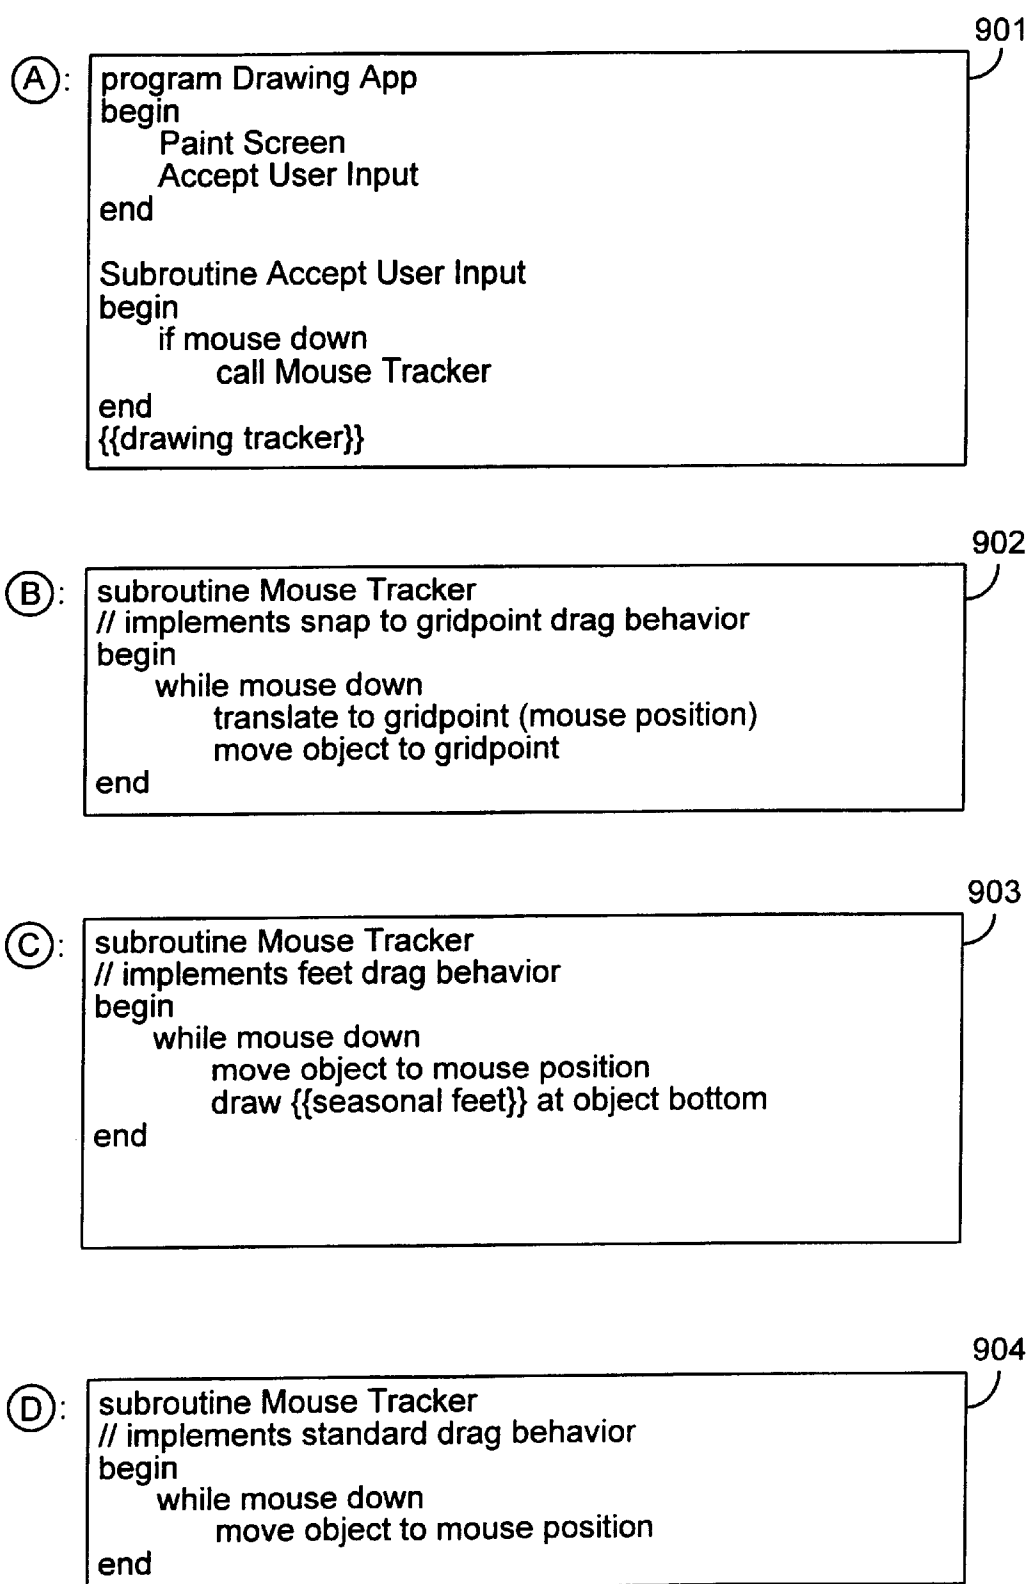 901
A:
program Drawing App
begin
Paint Screen
Accept User Input
end
Subroutine Accept User Input
begin
if mouse down
call Mouse Tracker
end
{{drawing tracker}}
902
B:
subroutine Mouse Tracker
// implements snap to gridpoint drag behavior
begin
while mouse down
translate to gridpoint (mouse position)
move object to gridpoint
end
903
C:
subroutine Mouse Tracker
// implements feet drag behavior
begin
while mouse down
move object to mouse position
draw {{seasonal feet}} at object bottom
end
904
D:
subroutine Mouse Tracker
// implements standard drag behavior
begin
while mouse down
move object to mouse position
end